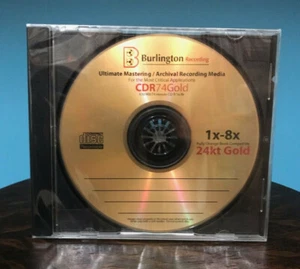 B Burlington Recording
Ultimate Mastering / Archival Recording Media
For the Most Critical Applications
CDR74Gold
1x-8x
24kt Gold